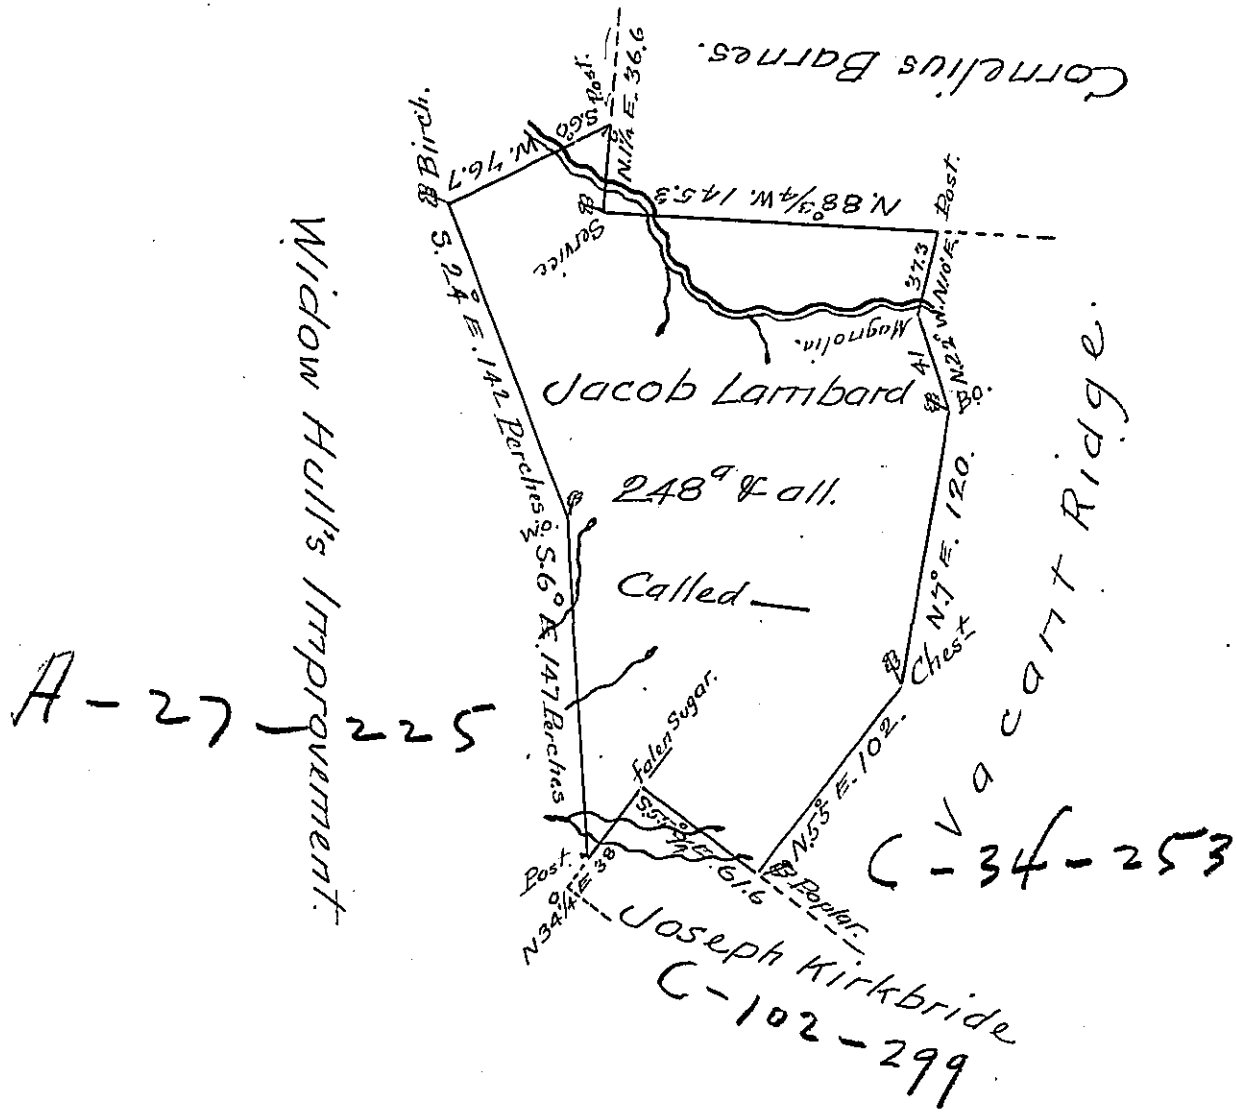 Cornelius Barnes.
Birch.
S. 60° W. 76.7
Post.
N. 1¼ E. 36.6
N. 88¾° W. 145.3
Post.
Service
37.3
N. 10° E.
Magnolia.
N. 22° W.
41
B.O.
S. 24° E. 142 Perches.
W.O.
Jacob Lambard
248ᵃ & all.
Called —
N. 9° E. 120.
Vacant Ridge.
Widow Hull's Improvement.
S. 6° E. 147 Perches
Chest
N. 55° E. 102.
A - 27 - 225
falen Sugar.
61.6
Poplar.
Post.
N 34¼° E 38
C - 34 - 253
Joseph Kirkbride
C - 102 - 299